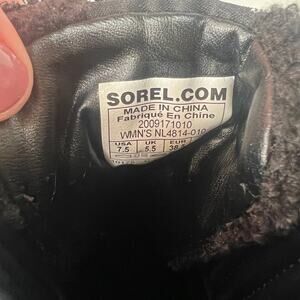 SOREL.COM
MADE IN CHINA
Fabriqué En Chine
2009171010
WMN'S NL4814-010
USA UK EUR
7.5 5.5 38